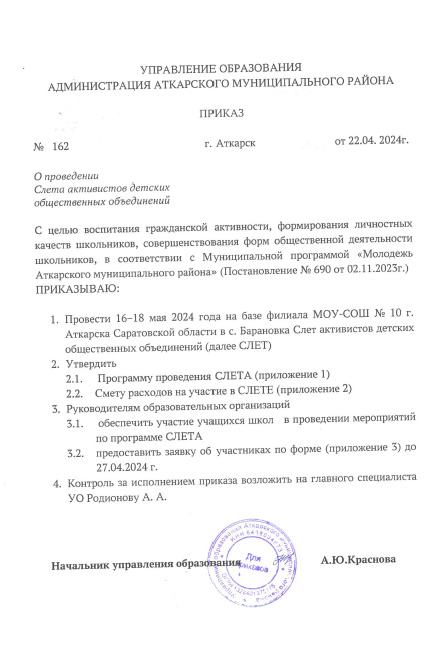 УПРАВЛЕНИЕ ОБРАЗОВАНИЯ
АДМИНИСТРАЦИЯ АТКАРСКОГО МУНИЦИПАЛЬНОГО РАЙОНА
ПРИКАЗ
№ 162 г. Аткарск от 22.04. 2024г.
О проведении
Слета активистов детских
общественных объединений
С целью воспитания гражданской активности, формирования личностных
качеств школьников, совершенствования форм общественной деятельности
школьников, в соответствии с Муниципальной программой «Молодежь
Аткарского муниципального района» (Постановление № 690 от 02.11.2023г.)
ПРИКАЗЫВАЮ:
1. Провести 16–18 мая 2024 года на базе филиала МОУ-СОШ № 10 г.
Аткарска Саратовской области в с. Барановка Слет активистов детских
общественных объединений (далее СЛЕТ)
2. Утвердить
2.1. Программу проведения СЛЕТА (приложение 1)
2.2. Смету расходов на участие в СЛЕТЕ (приложение 2)
3. Руководителям образовательных организаций
3.1. обеспечить участие учащихся школ в проведении мероприятий
по программе СЛЕТА
3.2. предоставить заявку об участниках по форме (приложение 3) до
27.04.2024 г.
4. Контроль за исполнением приказа возложить на главного специалиста
УО Родионову А. А.
Для
приказов
Начальник управления образования А.Ю.Краснова